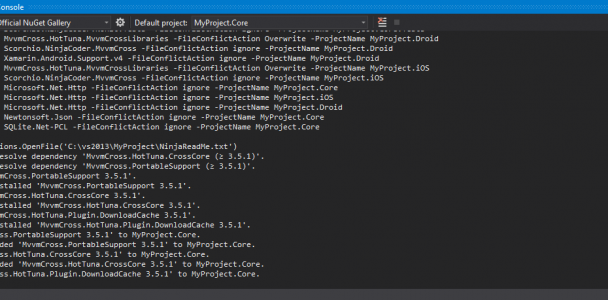 Console
fficial NuGet Gallery Default project: MyProject.Core
MvvmCross.HotTuna.MvvmCrossLibraries -FileConflictAction Overwrite -ProjectName MyProject.Droid
Scorchio.NinjaCoder.MvvmCross -FileConflictAction ignore -ProjectName MyProject.Droid
Xamarin.Android.Support.v4 -FileConflictAction ignore -ProjectName MyProject.Droid
MvvmCross.HotTuna.MvvmCrossLibraries -FileConflictAction Overwrite -ProjectName MyProject.iOS
Scorchio.NinjaCoder.MvvmCross -FileConflictAction ignore -ProjectName MyProject.iOS
Microsoft.Net.Http -FileConflictAction ignore -ProjectName MyProject.Core
Microsoft.Net.Http -FileConflictAction ignore -ProjectName MyProject.iOS
Microsoft.Net.Http -FileConflictAction ignore -ProjectName MyProject.Droid
Newtonsoft.Json -FileConflictAction ignore -ProjectName MyProject.Core
SQLite.Net-PCL -FileConflictAction ignore -ProjectName MyProject.Core
ions.OpenFile('C:\vs2013\MyProject\NinjaReadMe.txt')
esolve dependency 'MvvmCross.HotTuna.CrossCore (≥ 3.5.1)'.
esolve dependency 'MvvmCross.PortableSupport (≥ 3.5.1)'.
mCross.PortableSupport 3.5.1'.
nstalled 'MvvmCross.PortableSupport 3.5.1'.
mCross.HotTuna.CrossCore 3.5.1'.
nstalled 'MvvmCross.HotTuna.CrossCore 3.5.1'.
mCross.HotTuna.Plugin.DownloadCache 3.5.1'.
nstalled 'MvvmCross.HotTuna.Plugin.DownloadCache 3.5.1'.
ss.PortableSupport 3.5.1' to MyProject.Core.
ded 'MvvmCross.PortableSupport 3.5.1' to MyProject.Core.
ss.HotTuna.CrossCore 3.5.1' to MyProject.Core.
ded 'MvvmCross.HotTuna.CrossCore 3.5.1' to MyProject.Core.
ss.HotTuna.Plugin.DownloadCache 3.5.1' to MyProject.Core.